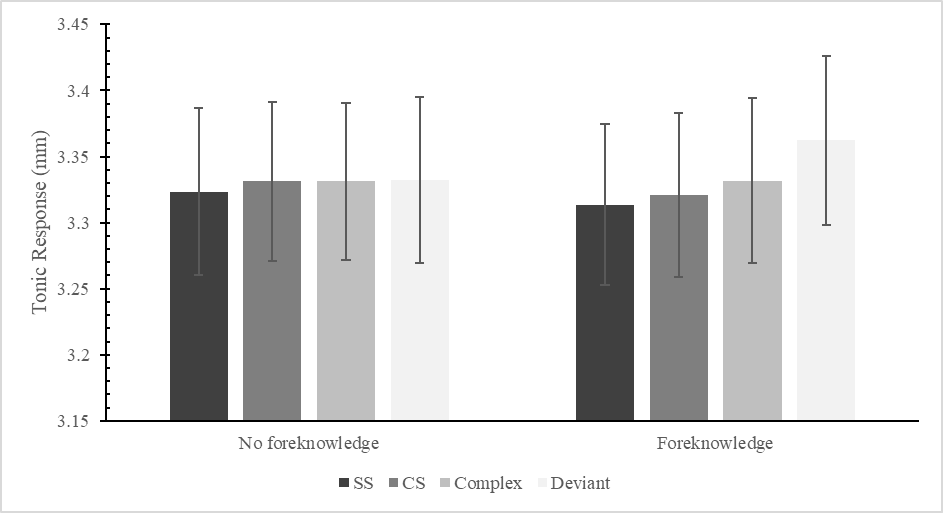 3.45
3.4
3.35
3.3
3.25
3.2
3.15
Tonic Response (mm)
No foreknowledge
Foreknowledge
SS CS Complex Deviant